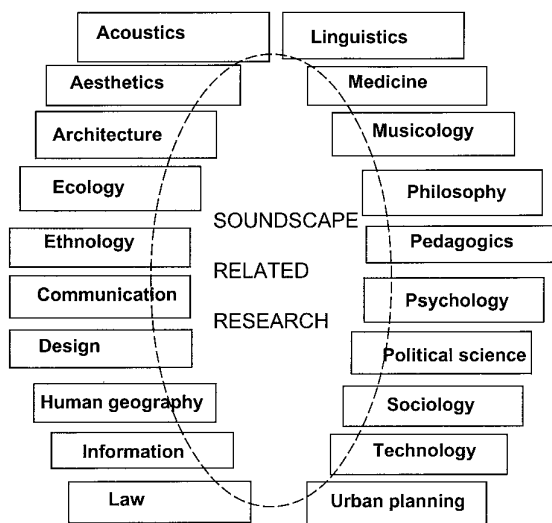 Acoustics
Linguistics
Aesthetics
Medicine
Architecture
Musicology
Ecology
Philosophy
SOUNDSCAPE
Ethnology
Pedagogics
RELATED
Communication
Psychology
RESEARCH
Design
Political science
Human geography
Sociology
Information
Technology
Law
Urban planning